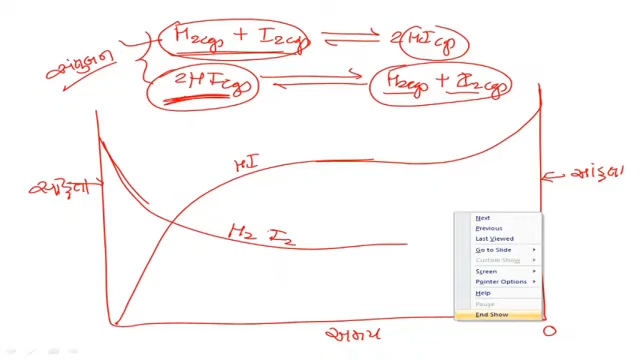 H₂(g) + I₂(g) ⇌ 2HI(g)
સંતુલન
2HI(g) ⇌ H₂(g) + I₂(g)
HI
સાંદ્રતા
સાંદ્રતા
H₂ I₂
Next
Previous
Last Viewed
Go to Slide
Custom Show
Screen
Pointer Options
Help
Pause
End Show
સમય
0